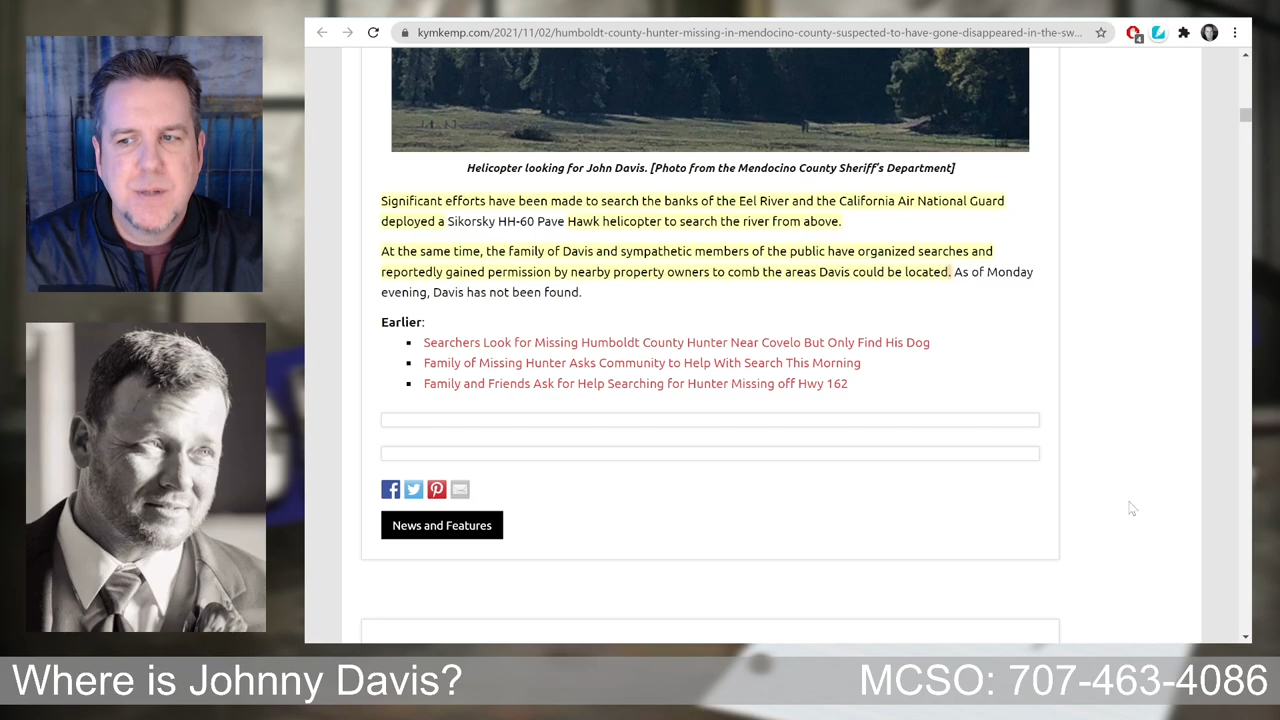 kymkemp.com/2021/11/02/humboldt-county-hunter-missing-in-mendocino-county-suspected-to-have-gone-disappeared-in-the-sw...
4
Helicopter looking for John Davis. [Photo from the Mendocino County Sheriff's Department]
Significant efforts have been made to search the banks of the Eel River and the California Air National Guard
deployed a Sikorsky HH-60 Pave Hawk helicopter to search the river from above.
At the same time, the family of Davis and sympathetic members of the public have organized searches and
reportedly gained permission by nearby property owners to comb the areas Davis could be located. As of Monday
evening, Davis has not been found.
Earlier:
Searchers Look for Missing Humboldt County Hunter Near Covelo But Only Find His Dog
Family of Missing Hunter Asks Community to Help With Search This Morning
Family and Friends Ask for Help Searching for Hunter Missing off Hwy 162
News and Features
Where is Johnny Davis?
MCSO: 707-463-4086